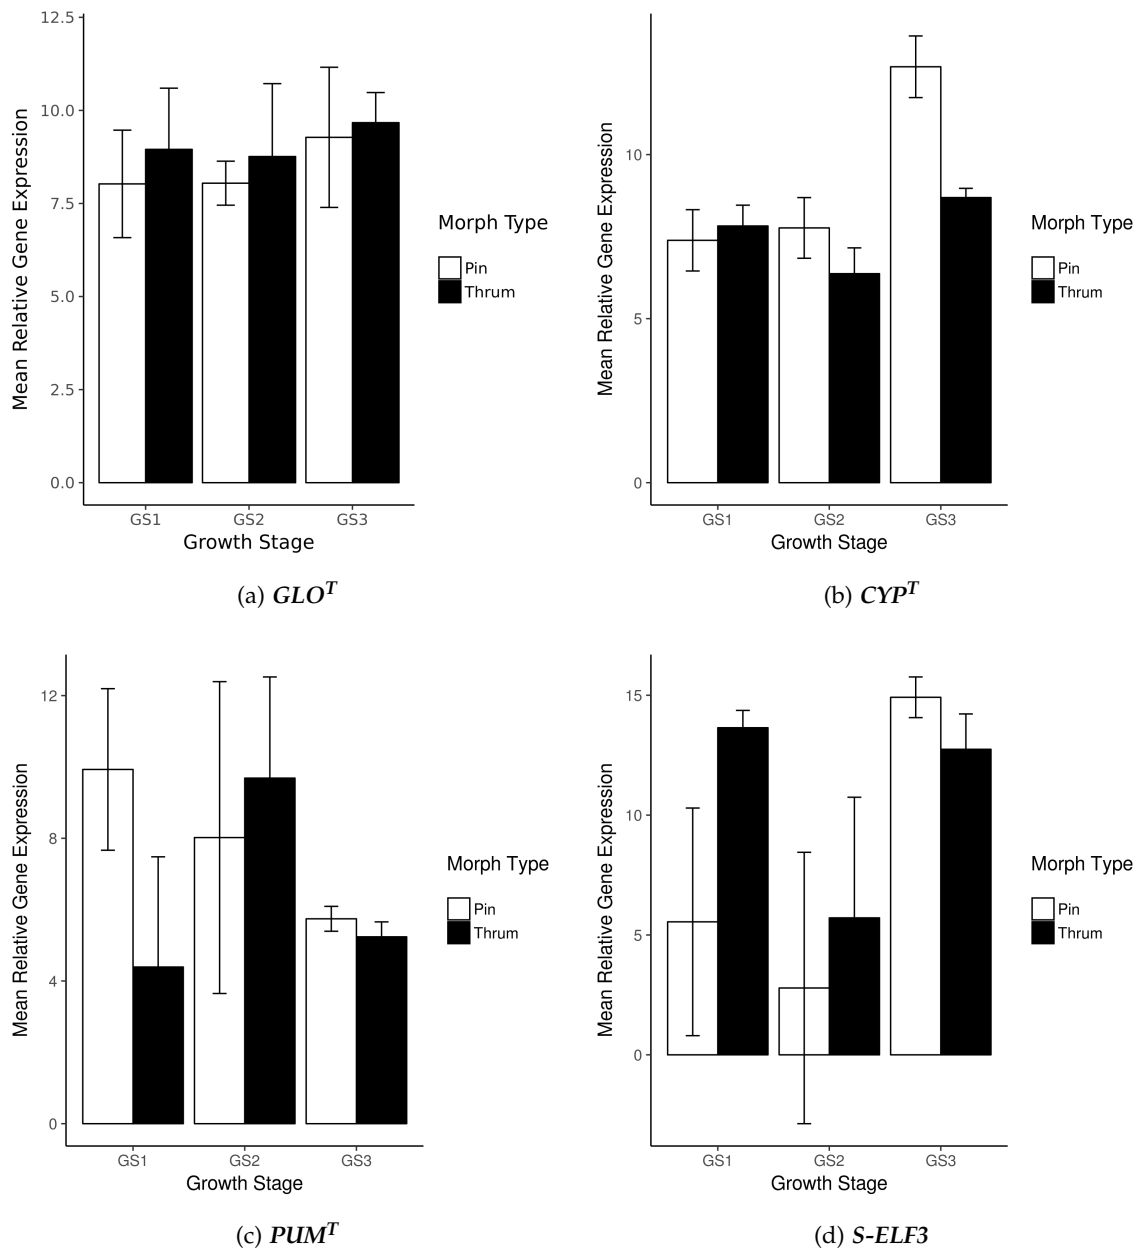 12.5
10.0
7.5
5.0
2.5
0.0
Mean Relative Gene Expression
GS1 GS2 GS3
Growth Stage
Morph Type
Pin
Thrum
(a) GLO^T
10
5
0
Mean Relative Gene Expression
GS1 GS2 GS3
Growth Stage
Morph Type
Pin
Thrum
(b) CYP^T
12
8
4
0
Mean Relative Gene Expression
GS1 GS2 GS3
Growth Stage
Morph Type
Pin
Thrum
(c) PUM^T
15
10
5
0
Mean Relative Gene Expression
GS1 GS2 GS3
Growth Stage
Morph Type
Pin
Thrum
(d) S-ELF3